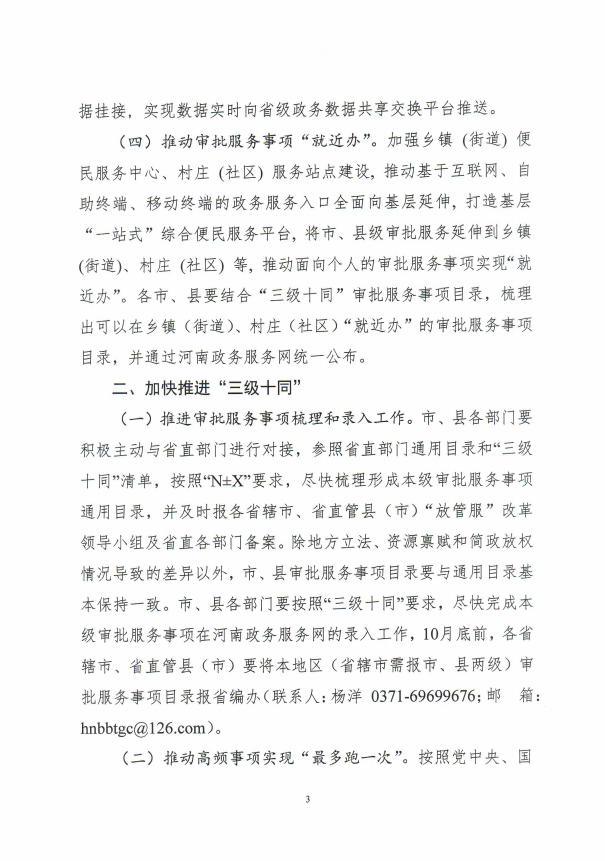 据挂接，实现数据实时向省级政务数据共享交换平台推送。
（四）推动审批服务事项“就近办”。加强乡镇 (街道) 便
民服务中心、村庄 (社区) 服务站点建设, 推动基于互联网、自
助终端、移动终端的政务服务入口全面向基层延伸, 打造基层
“一站式” 综合便民服务平台, 将市、县级审批服务延伸到乡镇
(街道)、村庄 (社区) 等, 推动面向个人的审批服务事项实现“就
近办”。各市、县要结合 “三级十同” 审批服务事项目录，梳理
出可以在乡镇（街道）、村庄（社区）“就近办” 的审批服务事项
目录，并通过河南政务服务网统一公布。
二、加快推进 “三级十同”
（一）推进审批服务事项梳理和录入工作。市、县各部门要
积极主动与省直部门进行对接，参照省直部门通用目录和“三级
十同”清单，按照“N±X”要求，尽快梳理形成本级审批服务事项
通用目录，并及时报各省辖市、省直管县（市）“放管服” 改革
领导小组及省直各部门备案。除地方立法、资源禀赋和简政放权
情况导致的差异以外，市、县审批服务事项目录要与通用目录基
本保持一致。市、县各部门要按照“三级十同”要求，尽快完成本
级审批服务事项在河南政务服务网的录入工作，10月底前，各省
辖市、省直管县（市）要将本地区（省辖市需报市、县两级）审
批服务事项目录报省编办（联系人：杨洋 0371-69699676；邮 箱：
hnbbtgc@126.com）。
（二）推动高频事项实现 “最多跑一次”。按照党中央、国
3